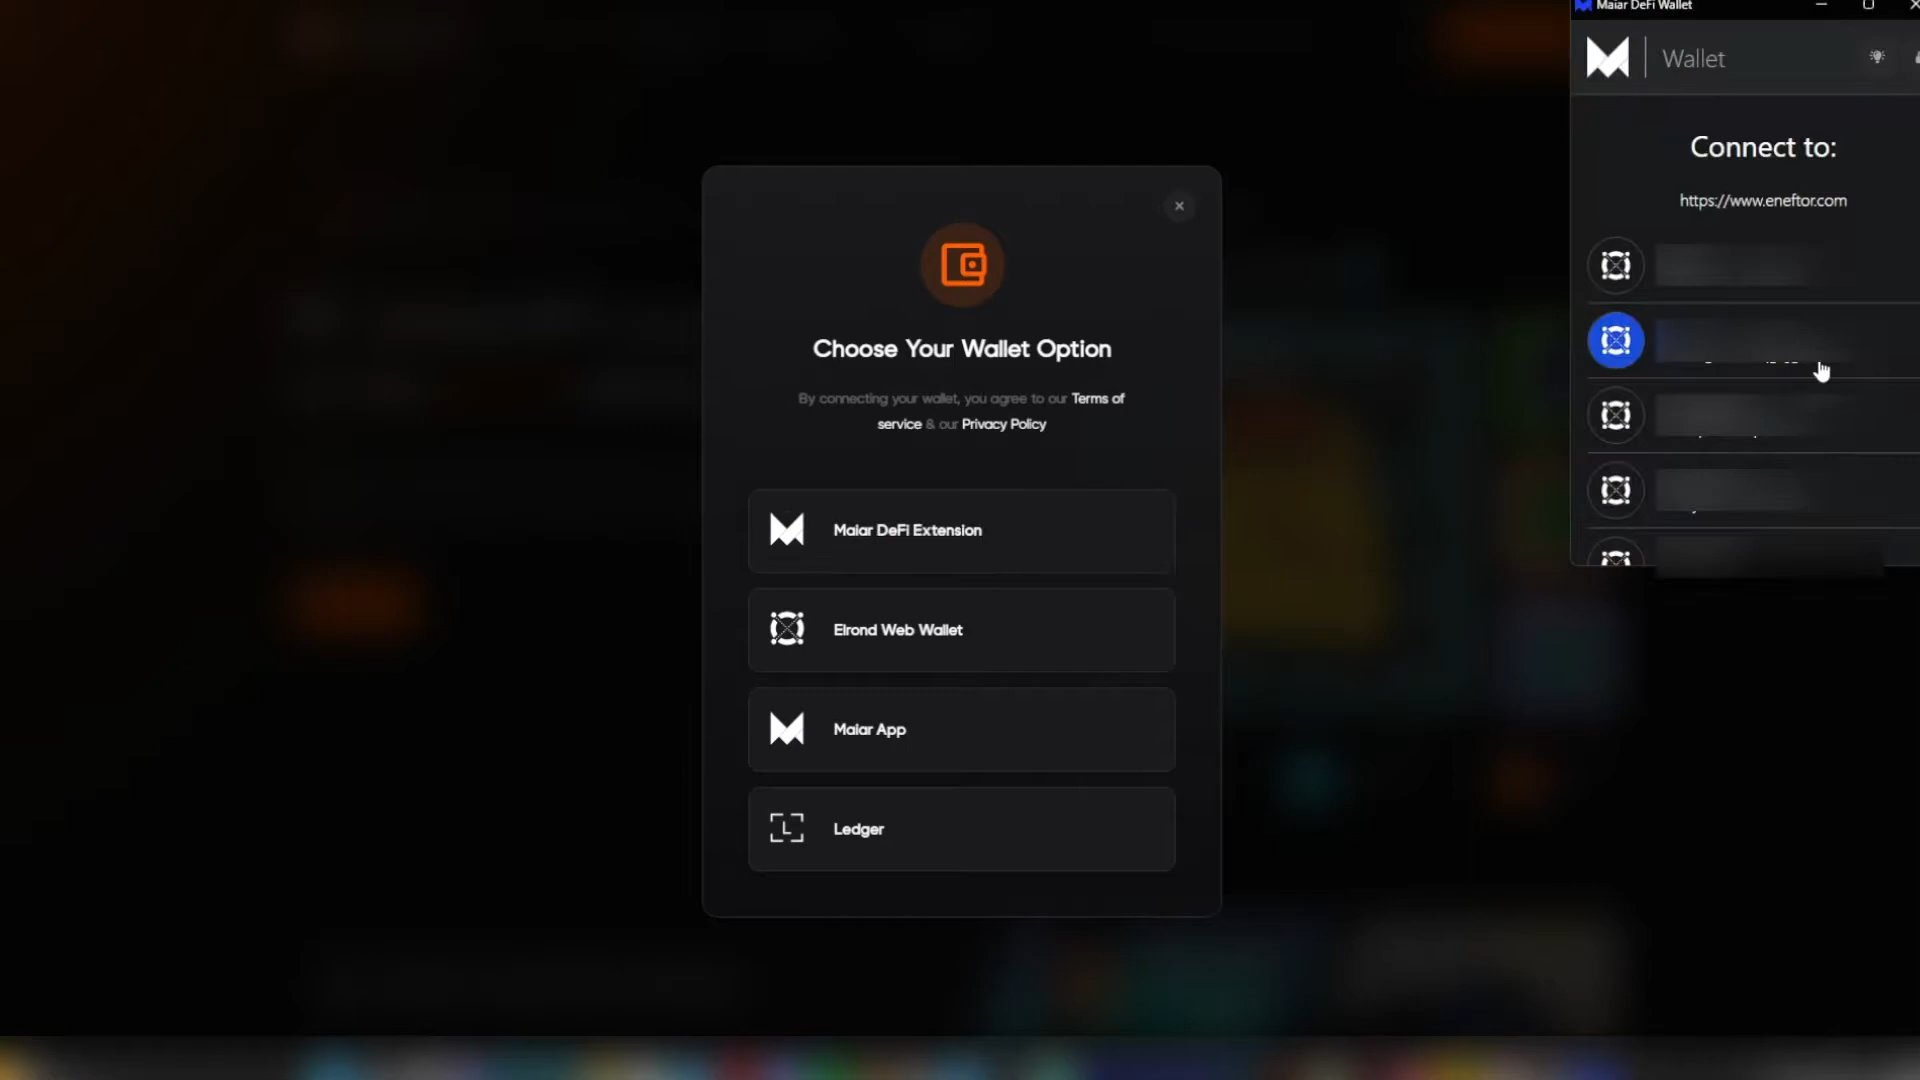 Maiar DeFi Wallet
Wallet
Connect to:
https://www.eneftor.com
Choose Your Wallet Option
By connecting your wallet, you agree to our Terms of
service & our Privacy Policy
Maiar DeFi Extension
Elrond Web Wallet
Maiar App
Ledger